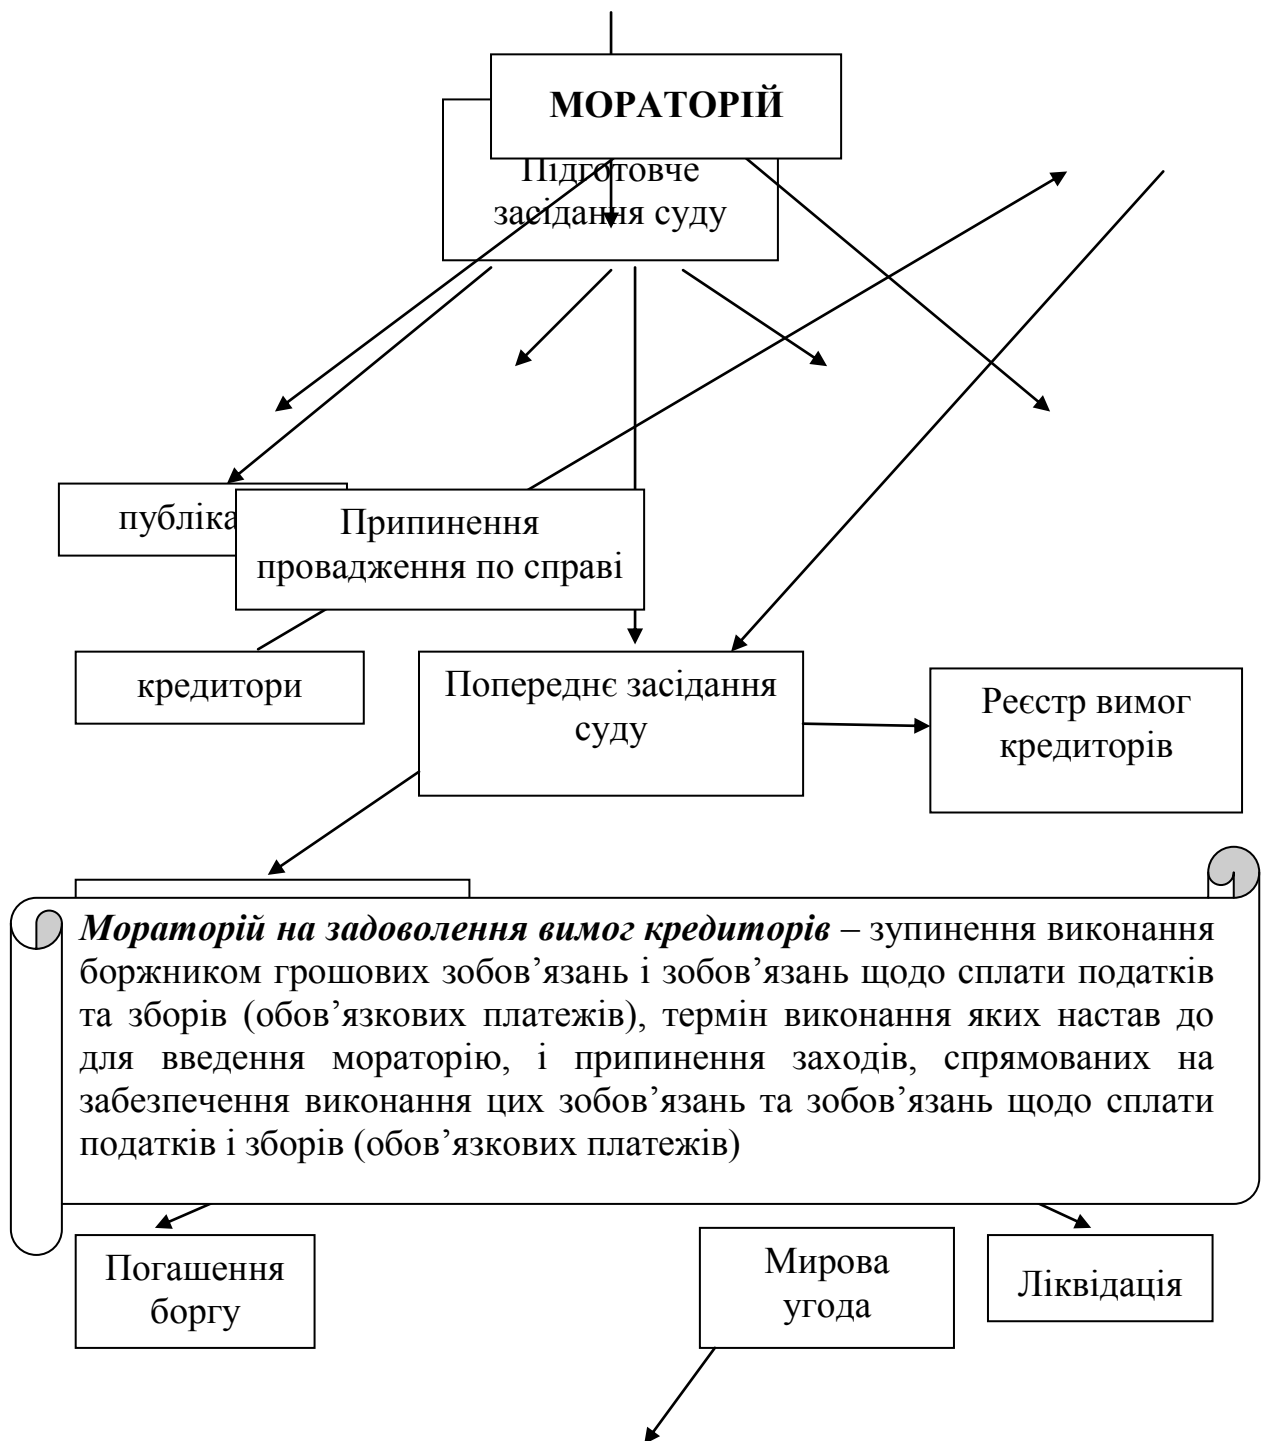 МОРАТОРІЙ
Підготовче
засідання суду
Припинення
провадження по справі
кредитори
Попереднє засідання
суду
Реєстр вимог
кредиторів
Мораторій на задоволення вимог кредиторів – зупинення виконання
боржником грошових зобов’язань і зобов’язань щодо сплати податків
та зборів (обов’язкових платежів), термін виконання яких настав до
для введення мораторію, і припинення заходів, спрямованих на
забезпечення виконання цих зобов’язань та зобов’язань щодо сплати
податків і зборів (обов’язкових платежів)
Погашення
боргу
Мирова
угода
Ліквідація